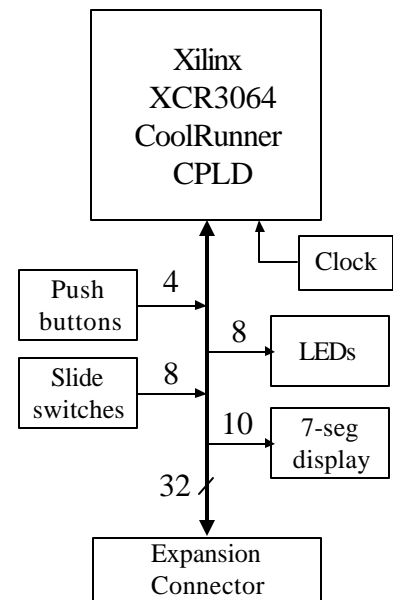 Xilinx
XCR3064
CoolRunner
CPLD
Clock
Push
buttons
4
8
LEDs
Slide
switches
8
10
7-seg
display
32
Expansion
Connector